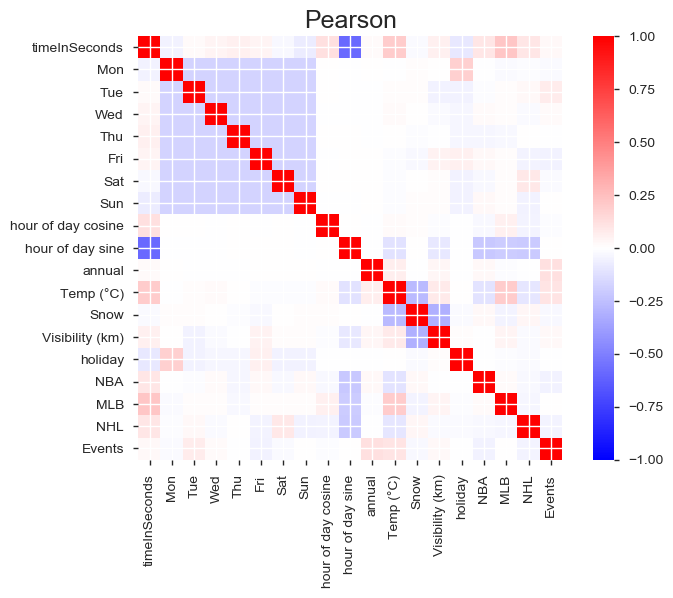 Pearson
timeInSeconds
Mon
Tue
Wed
Thu
Fri
Sat
Sun
hour of day cosine
hour of day sine
annual
Temp (°C)
Snow
Visibility (km)
holiday
NBA
MLB
NHL
Events
timeInSeconds
Mon
Tue
Wed
Thu
Fri
Sat
Sun
hour of day cosine
hour of day sine
annual
Temp (°C)
Snow
Visibility (km)
holiday
NBA
MLB
NHL
Events
1.00
0.75
0.50
0.25
0.00
−0.25
−0.50
−0.75
−1.00